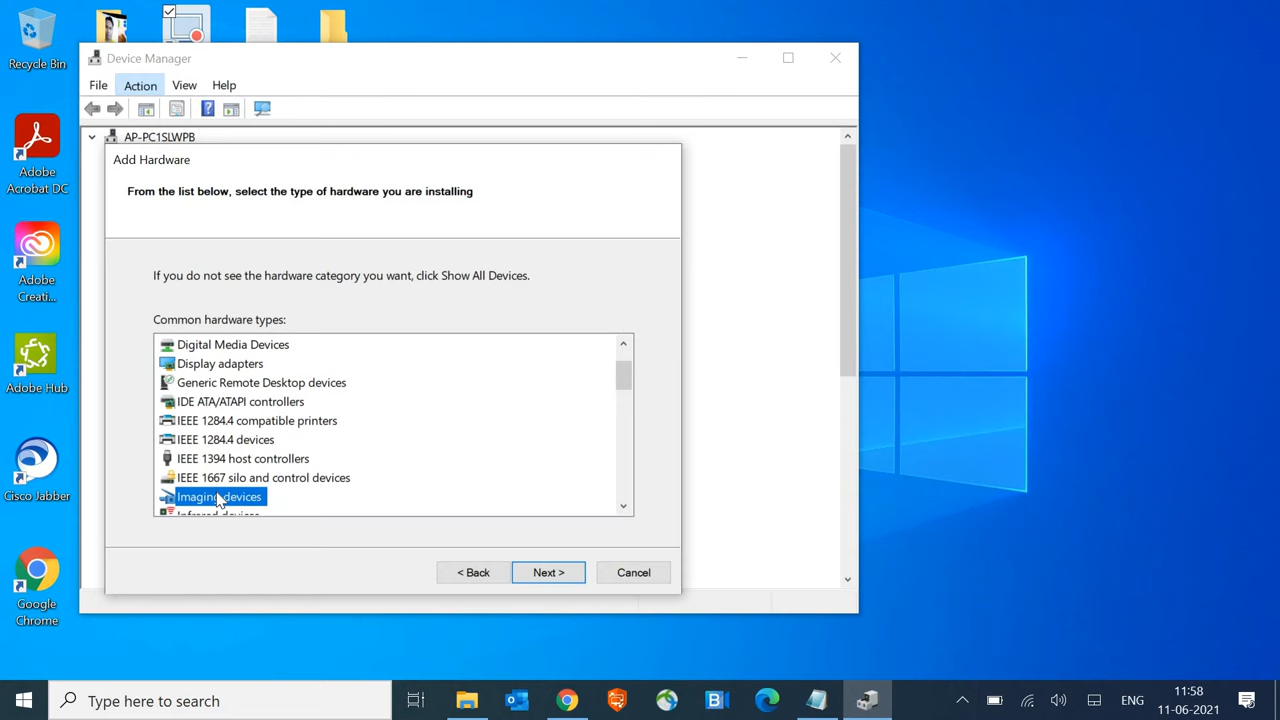 Recycle Bin
Adobe
Acrobat DC
Adobe
Creati...
Adobe Hub
Cisco Jabber
Google
Chrome
Device Manager
File Action View Help
AP-PC1SLWPB
Add Hardware
From the list below, select the type of hardware you are installing
If you do not see the hardware category you want, click Show All Devices.
Common hardware types:
Digital Media Devices
Display adapters
Generic Remote Desktop devices
IDE ATA/ATAPI controllers
IEEE 1284.4 compatible printers
IEEE 1284.4 devices
IEEE 1394 host controllers
IEEE 1667 silo and control devices
Imaging devices
Infrared devices
< Back Next > Cancel
Type here to search
ENG
11:58
11-06-2021